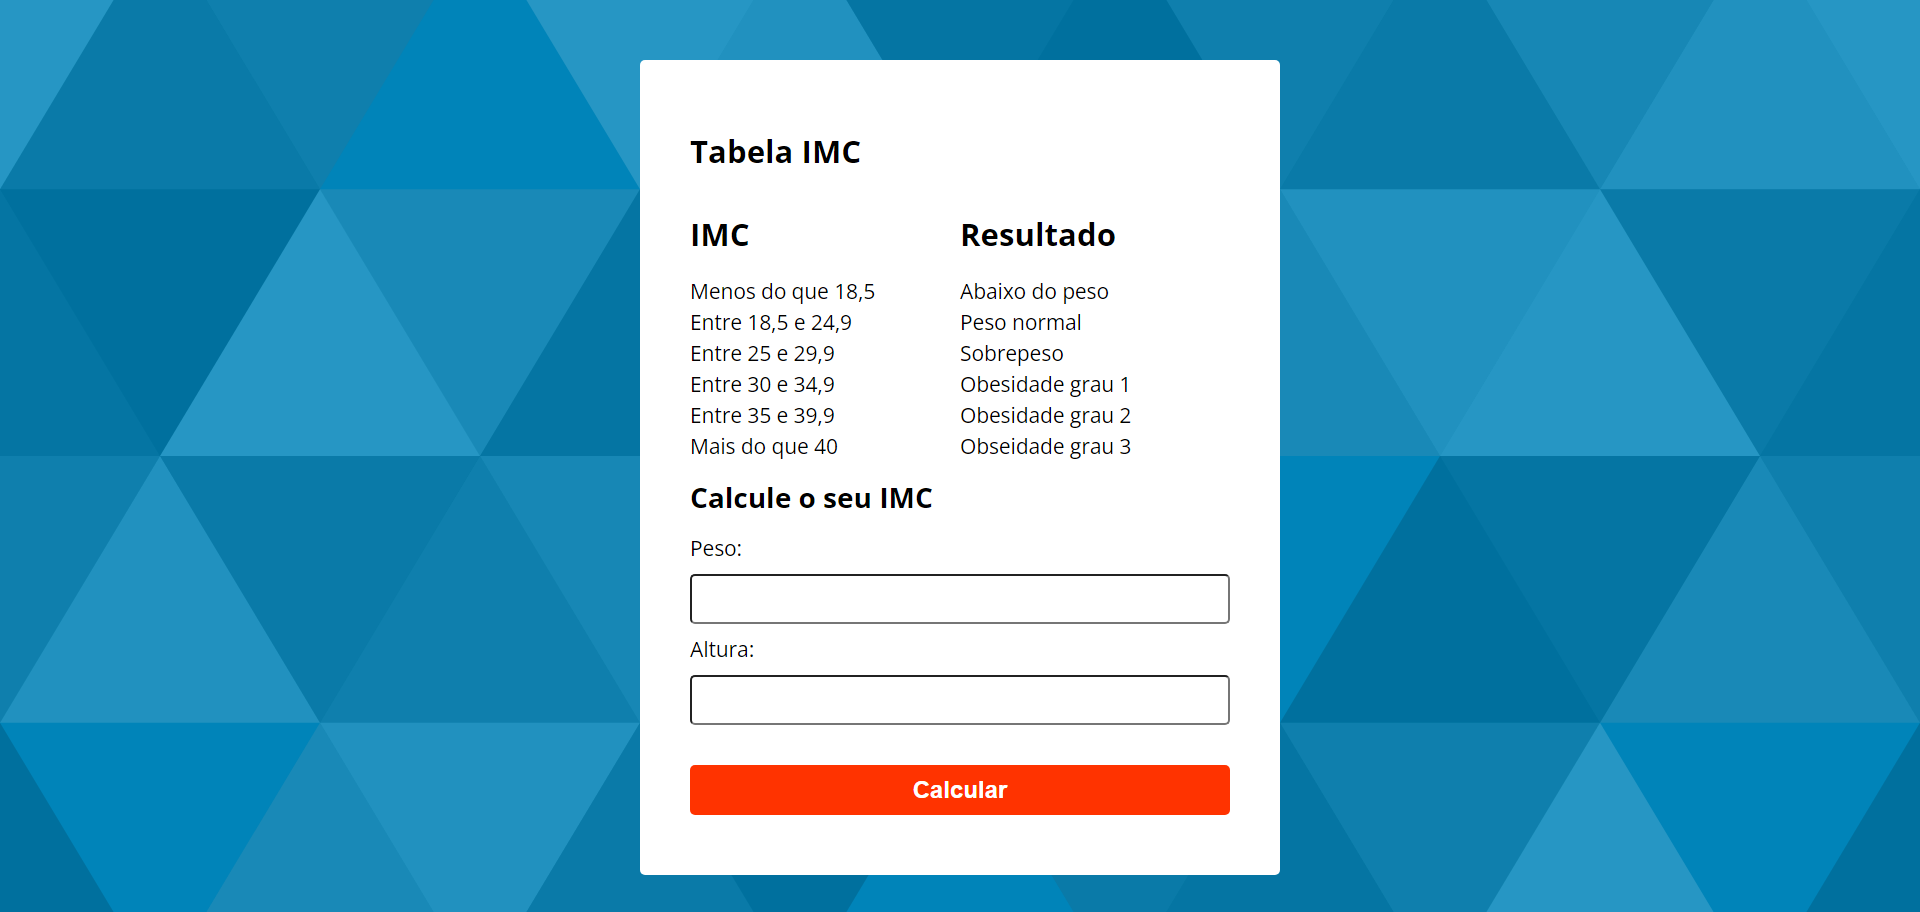 Tabela IMC
IMC Resultado
Menos do que 18,5 Abaixo do peso
Entre 18,5 e 24,9 Peso normal
Entre 25 e 29,9 Sobrepeso
Entre 30 e 34,9 Obesidade grau 1
Entre 35 e 39,9 Obesidade grau 2
Mais do que 40 Obseidade grau 3
Calcule o seu IMC
Peso:
Altura:
Calcular